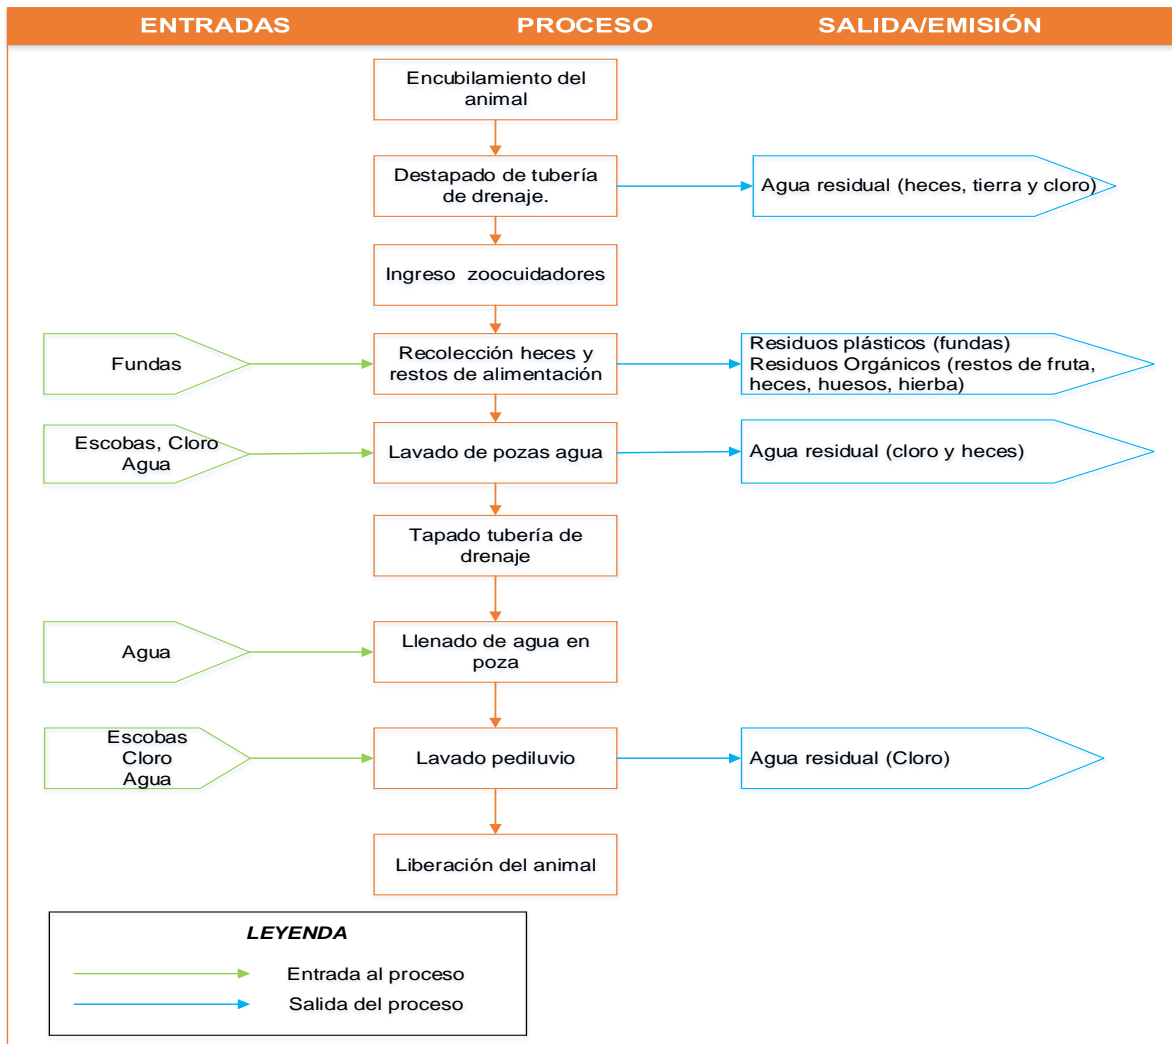 ENTRADAS PROCESO SALIDA/EMISIÓN
Encubilamiento del
animal
Destapado de tubería
de drenaje.
Agua residual (heces, tierra y cloro)
Ingreso zoocuidadores
Fundas
Recolección heces y
restos de alimentación
Residuos plásticos (fundas)
Residuos Orgánicos (restos de fruta,
heces, huesos, hierba)
Escobas, Cloro
Agua
Lavado de pozas agua
Agua residual (cloro y heces)
Tapado tubería de
drenaje
Agua
Llenado de agua en
poza
Escobas
Cloro
Agua
Lavado pediluvio
Agua residual (Cloro)
Liberación del animal
LEYENDA
Entrada al proceso
Salida del proceso